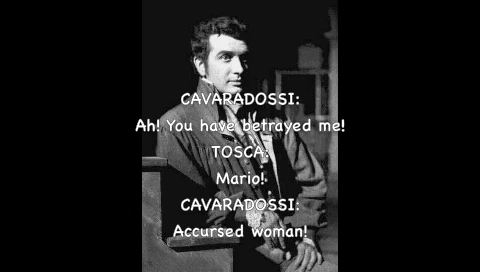 CAVARADOSSI:
Ah! You have betrayed me!
TOSCA:
Mario!
CAVARADOSSI:
Accursed woman!